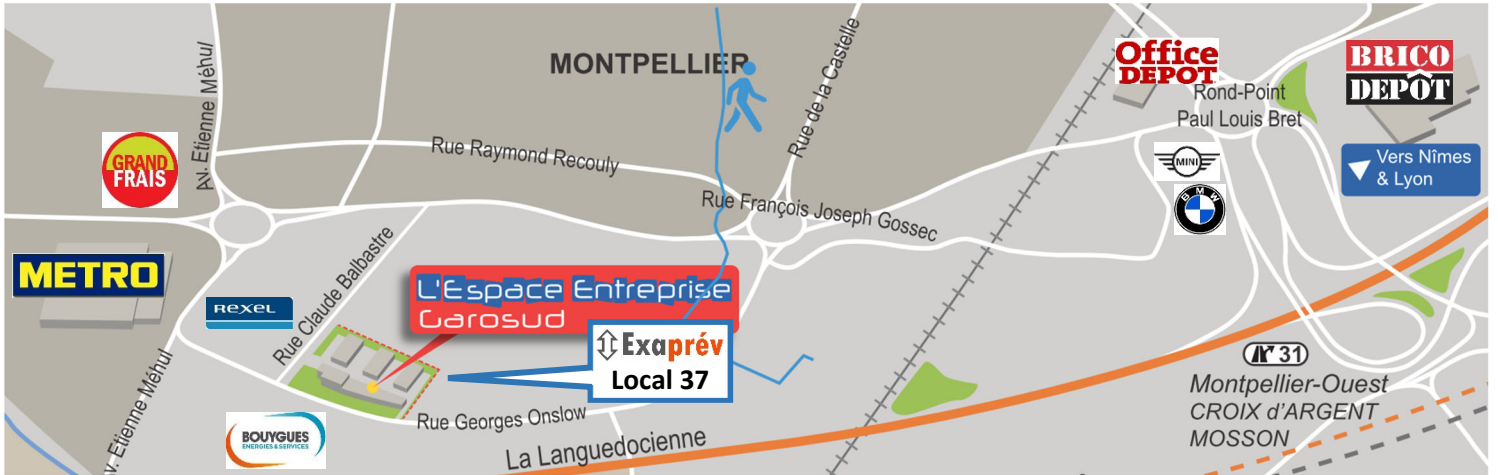 MONTPELLIER
Av. Etienne Méhul
Rue de la Castelle
Office
DEPOT
BRICO
DEPÔT
Rond-Point
Paul Louis Bret
GRAND
FRAIS
Rue Raymond Recouly
MINI
BMW
Vers Nîmes
& Lyon
Rue François Joseph Gossec
METRO
REXEL
Rue Claude Balbastre
L'Espace Entreprise
Garosud
Exaprév
Local 37
31
Montpellier-Ouest
CROIX d'ARGENT
MOSSON
Av. Etienne Méhul
BOUYGUES
ENERGIES & SERVICES
Rue Georges Onslow
La Languedocienne